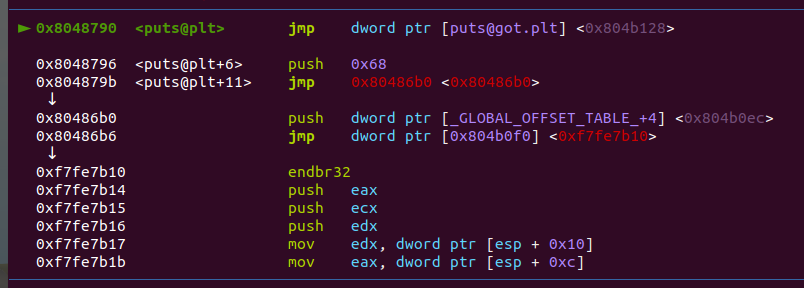 ► 0x8048790 <puts@plt> jmp dword ptr [puts@got.plt] <0x804b128>
0x8048796 <puts@plt+6> push 0x68
0x804879b <puts@plt+11> jmp 0x80486b0 <0x80486b0>
↓
0x80486b0 push dword ptr [_GLOBAL_OFFSET_TABLE_+4] <0x804b0ec>
0x80486b6 jmp dword ptr [0x804b0f0] <0xf7fe7b10>
↓
0xf7fe7b10 endbr32
0xf7fe7b14 push eax
0xf7fe7b15 push ecx
0xf7fe7b16 push edx
0xf7fe7b17 mov edx, dword ptr [esp + 0x10]
0xf7fe7b1b mov eax, dword ptr [esp + 0xc]